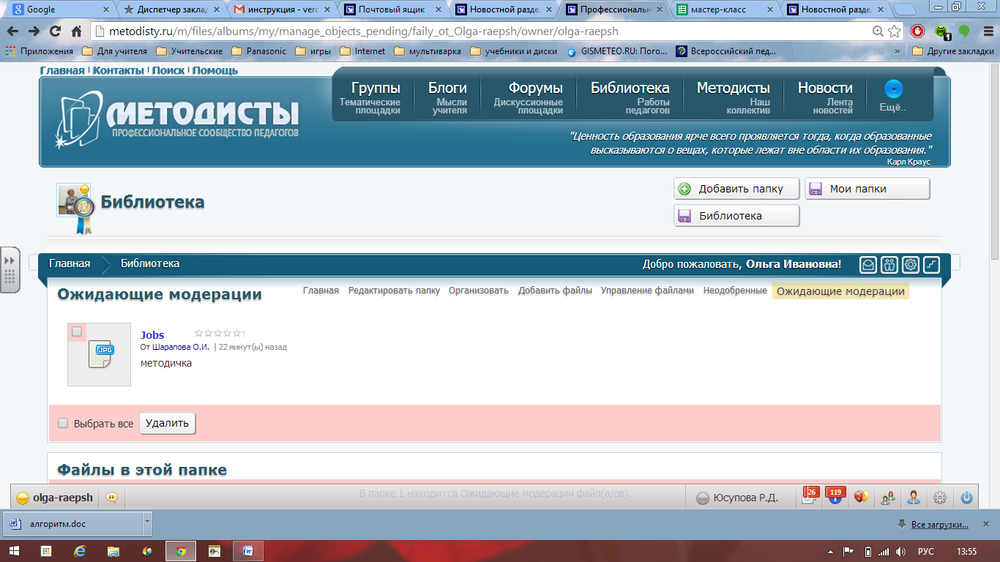 Google
Диспетчер заклад
инструкция - verc
Почтовый ящик
Новостной разде
Профессиональн
мастер-класс
Новостной разде
metodisty.ru/m/files/albums/my/manage_objects_pending/faily_ot_Olga-raepsh/owner/olga-raepsh
1
Приложения Для учителя Учительские Panasonic игры Internet мультиварка учебники и диски GISMETEO.RU: Пого... Всероссийский пед... » Другие закладки
Главная | Контакты | Поиск | Помощь
МЕТОДИСТЫ
ПРОФЕССИОНАЛЬНОЕ СООБЩЕСТВО ПЕДАГОГОВ
Группы
Тематические
площадки
Блоги
Мысли
учителя
Форумы
Дискуссионные
площадки
Библиотека
Работы
педагогов
Методисты
Наш
коллектив
Новости
Лента
новостей
Ещё..
"Ценность образования ярче всего проявляется тогда, когда образованные
высказываются о вещах, которые лежат вне области их образования."
Карл Краус
Библиотека
Добавить папку
Мои папки
Библиотека
Главная Библиотека
Добро пожаловать, Ольга Ивановна!
Ожидающие модерации
Главная Редактировать папку Организовать Добавить файлы Управление файлами Неодобренные Ожидающие модерации
JPG
Jobs
От Шарапова О.И. | 22 минут(ы) назад
методичка
Выбрать все Удалить
Файлы в этой папке
В папке 1 находится Ожидающие модерации файл(а/ов).
olga-raepsh
Юсупова Р.Д.
26
119
алгоритм.doc
Все загрузки...
РУС
13:55